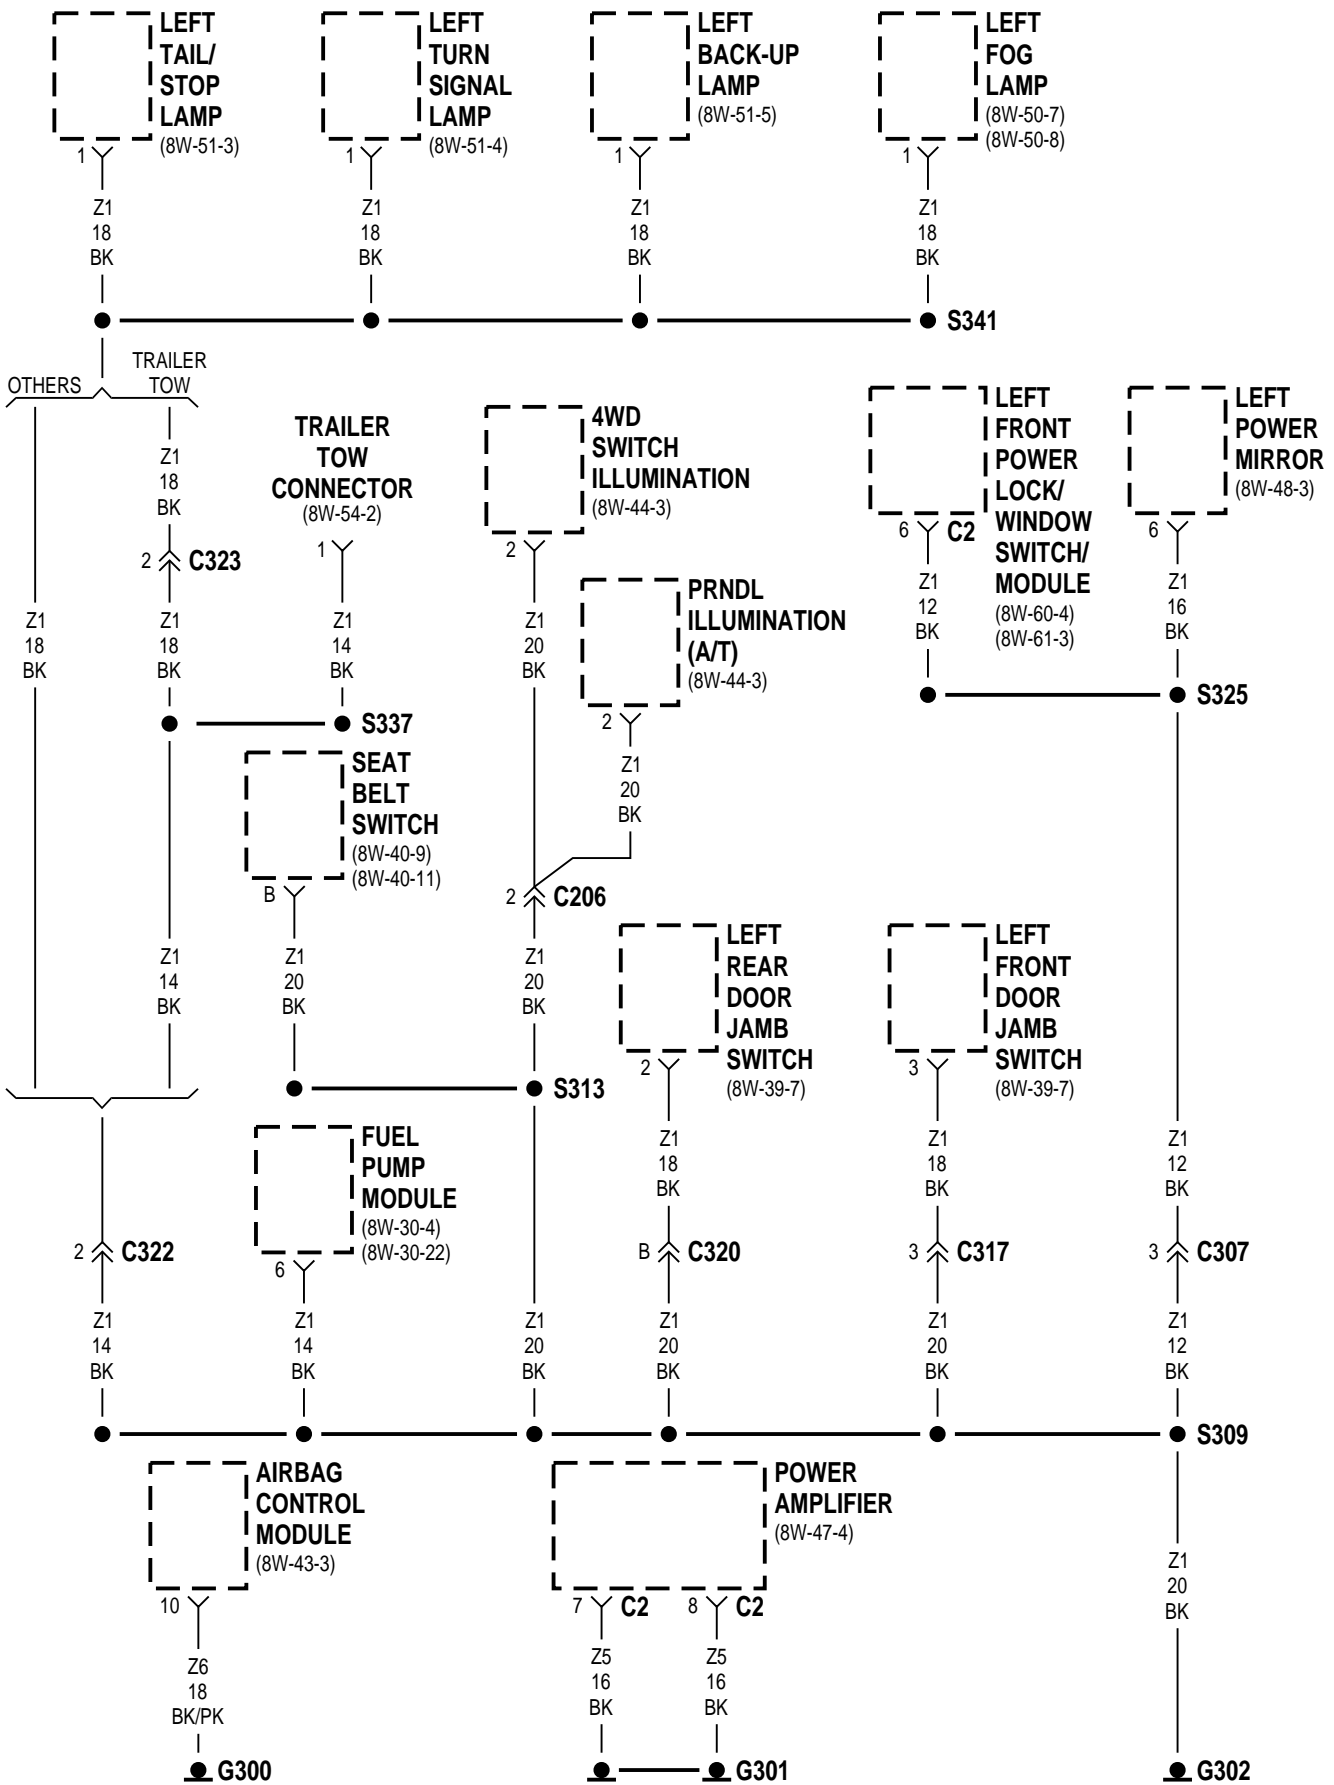 LEFT
TAIL/
STOP
LAMP
(8W-51-3)
1
Z1
18
BK
LEFT
TURN
SIGNAL
LAMP
(8W-51-4)
1
Z1
18
BK
LEFT
BACK-UP
LAMP
(8W-51-5)
1
Z1
18
BK
LEFT
FOG
LAMP
(8W-50-7)
(8W-50-8)
1
Z1
18
BK
S341
OTHERS
TRAILER
TOW
Z1
18
BK
2
C323
Z1
18
BK
Z1
18
BK
TRAILER
TOW
CONNECTOR
(8W-54-2)
1
Z1
14
BK
S337
4WD
SWITCH
ILLUMINATION
(8W-44-3)
2
Z1
20
BK
PRNDL
ILLUMINATION
(A/T)
(8W-44-3)
2
Z1
20
BK
LEFT
FRONT
POWER
LOCK/
WINDOW
SWITCH/
MODULE
(8W-60-4)
(8W-61-3)
6
C2
Z1
12
BK
LEFT
POWER
MIRROR
(8W-48-3)
6
Z1
16
BK
S325
SEAT
BELT
SWITCH
(8W-40-9)
(8W-40-11)
B
Z1
20
BK
Z1
14
BK
2
C206
Z1
20
BK
S313
LEFT
REAR
DOOR
JAMB
SWITCH
(8W-39-7)
2
Z1
18
BK
LEFT
FRONT
DOOR
JAMB
SWITCH
(8W-39-7)
3
Z1
18
BK
Z1
12
BK
FUEL
PUMP
MODULE
(8W-30-4)
(8W-30-22)
6
Z1
14
BK
2
C322
Z1
14
BK
Z1
20
BK
B
C320
Z1
20
BK
3
C317
Z1
20
BK
3
C307
Z1
12
BK
S309
AIRBAG
CONTROL
MODULE
(8W-43-3)
10
Z6
18
BK/PK
G300
POWER
AMPLIFIER
(8W-47-4)
7
C2
8
C2
Z5
16
BK
Z5
16
BK
G301
Z1
20
BK
G302